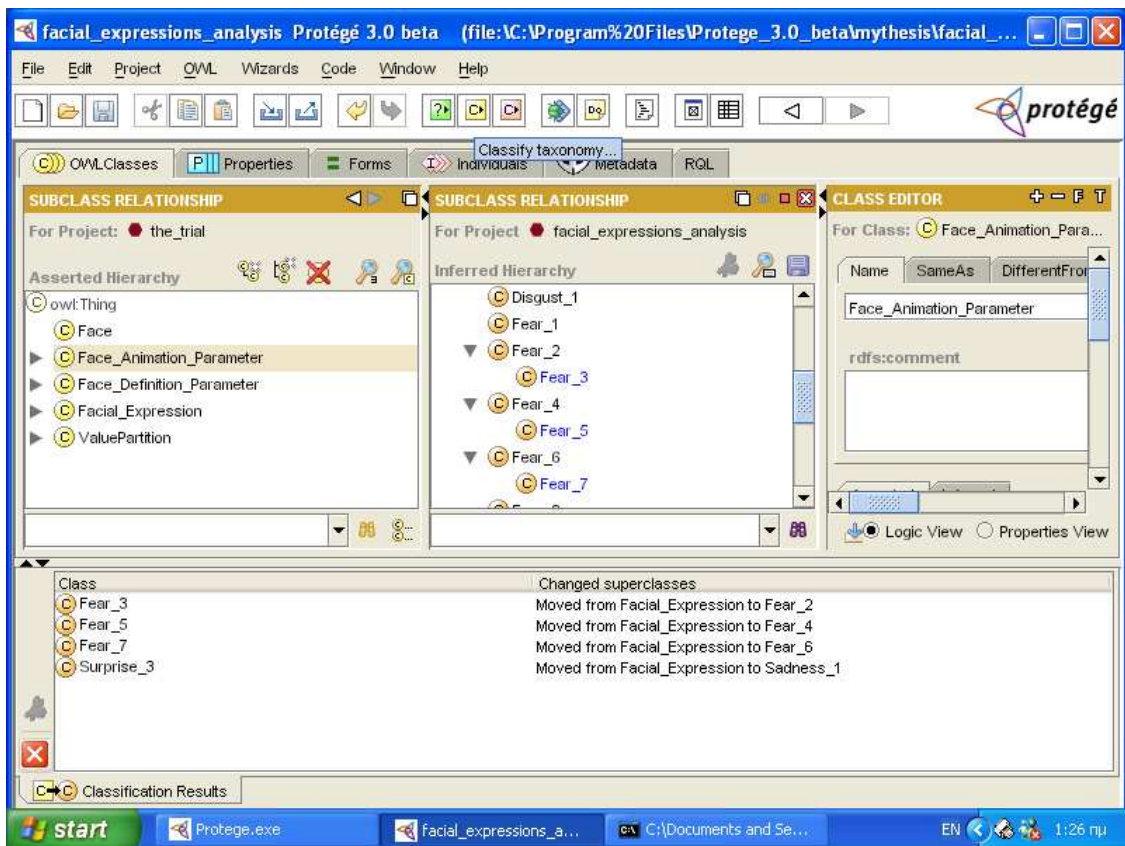 facial_expressions_analysis Protégé 3.0 beta (file:\C:\Program%20Files\Protege_3.0_beta\mythesis\facial_...
File Edit Project OWL Wizards Code Window Help
protégé
Classify taxonomy...
OWLClasses Properties Forms Individuals Metadata RQL
SUBCLASS RELATIONSHIP
For Project: the_trial
Asserted Hierarchy
owl:Thing
Face
Face_Animation_Parameter
Face_Definition_Parameter
Facial_Expression
ValuePartition
SUBCLASS RELATIONSHIP
For Project facial_expressions_analysis
Inferred Hierarchy
Disgust_1
Fear_1
Fear_2
Fear_3
Fear_4
Fear_5
Fear_6
Fear_7
CLASS EDITOR
For Class: Face_Animation_Para...
Name SameAs DifferentFro
Face_Animation_Parameter
rdfs:comment
Logic View Properties View
Class Changed superclasses
Fear_3 Moved from Facial_Expression to Fear_2
Fear_5 Moved from Facial_Expression to Fear_4
Fear_7 Moved from Facial_Expression to Fear_6
Surprise_3 Moved from Facial_Expression to Sadness_1
Classification Results
start Protege.exe facial_expressions_a... C:\Documents and Se... EN 1:26 πμ